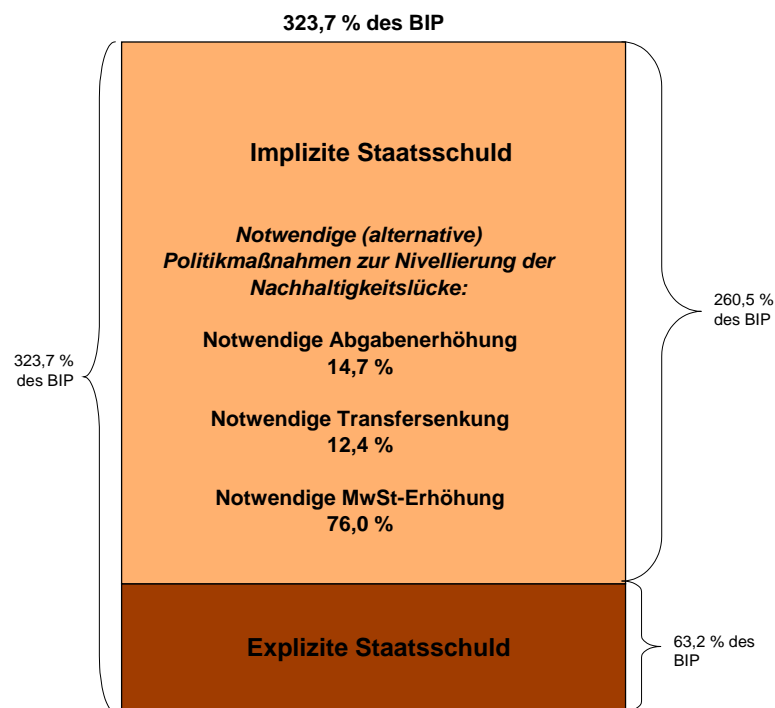 323,7 % des BIP
Implizite Staatsschuld
Notwendige (alternative)
Politikmaßnahmen zur Nivellierung der
Nachhaltigkeitslücke:
Notwendige Abgabenerhöhung
14,7 %
Notwendige Transfersenkung
12,4 %
Notwendige MwSt-Erhöhung
76,0 %
Explizite Staatsschuld
323,7 %
des BIP
260,5 %
des BIP
63,2 % des
BIP